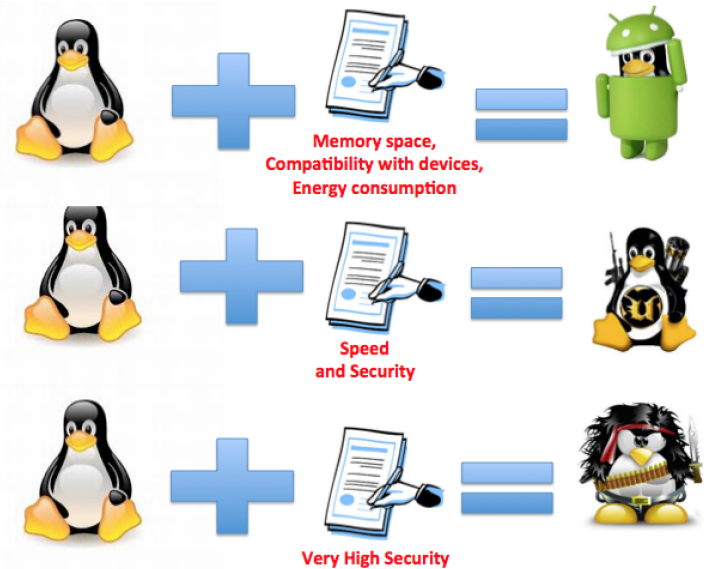 Memory space,
Compatibility with devices,
Energy consumption
Speed
and Security
Very High Security